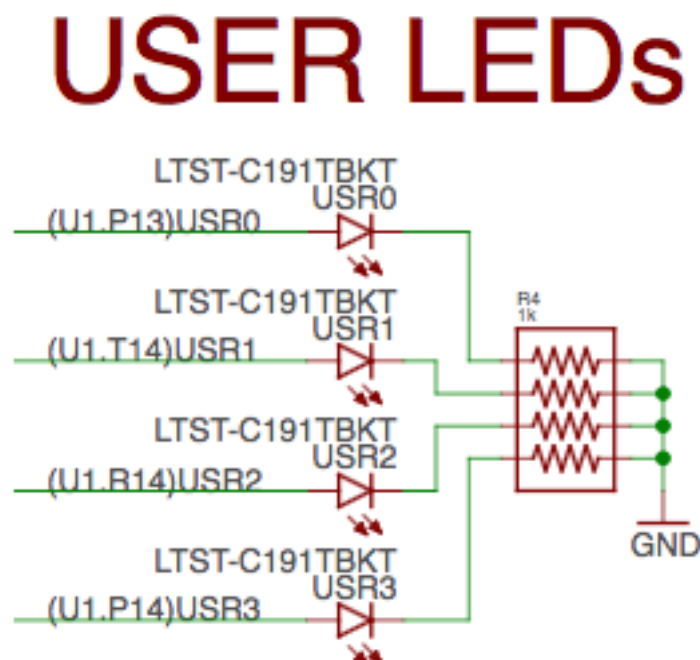 USER LEDs
LTST-C191TBKT
USR0
(U1.P13)USR0
R4
1k
LTST-C191TBKT
USR1
(U1.T14)USR1
LTST-C191TBKT
USR2
(U1.R14)USR2
GND
LTST-C191TBKT
USR3
(U1.P14)USR3